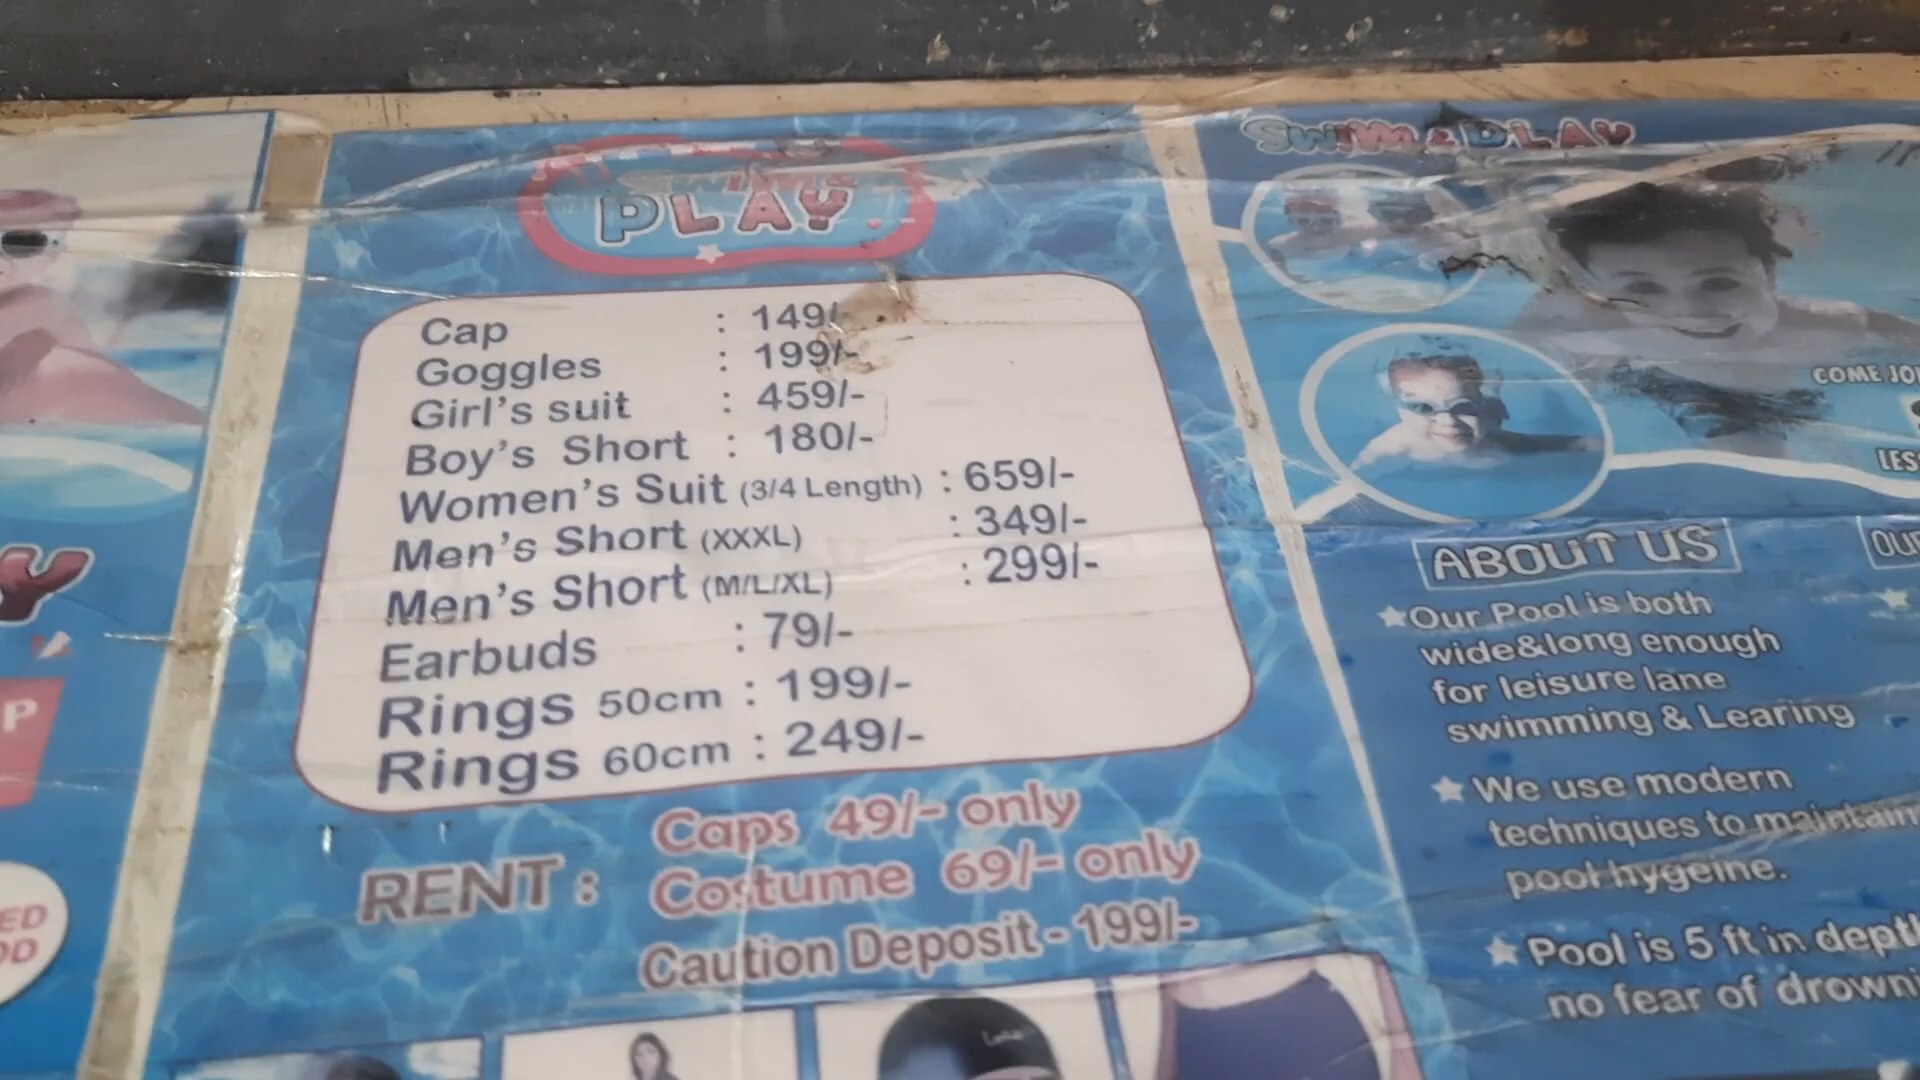 SWIM &
PLAY
Cap : 149/-
Goggles : 199/-
Girl's suit : 459/-
Boy's Short : 180/-
Women's Suit (3/4 Length) : 659/-
Men's Short (XXXL) : 349/-
Men's Short (M/L/XL) : 299/-
Earbuds : 79/-
Rings 50cm : 199/-
Rings 60cm : 249/-
RENT :
Caps 49/- only
Costume 69/- only
Caution Deposit - 199/-
SWIM & PLAY
COME
ABOUT US
Our Pool is both
wide&long enough
for leisure lane
swimming & Learing
We use modern
techniques to maintain
pool hygeine.
Pool is 5 ft in
no fear of